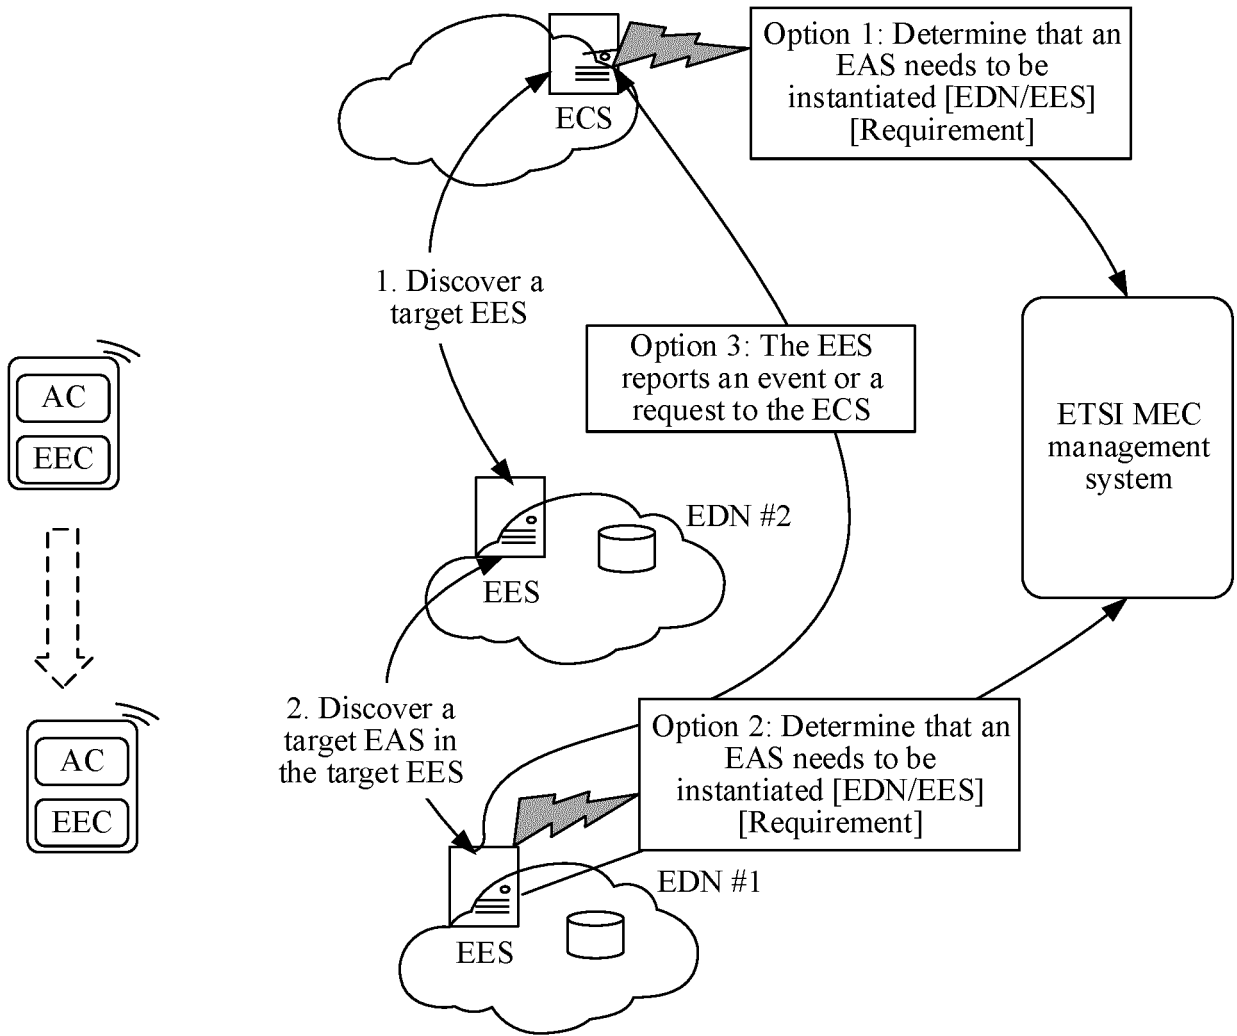 Option 1: Determine that an
EAS needs to be
instantiated [EDN/EES]
[Requirement]
ECS
1. Discover a
target EES
Option 3: The EES
reports an event or a
request to the ECS
ETSI MEC
management
system
AC
EEC
EDN #2
EES
2. Discover a
target EAS in
the target EES
Option 2: Determine that an
EAS needs to be
instantiated [EDN/EES]
[Requirement]
AC
EEC
EDN #1
EES